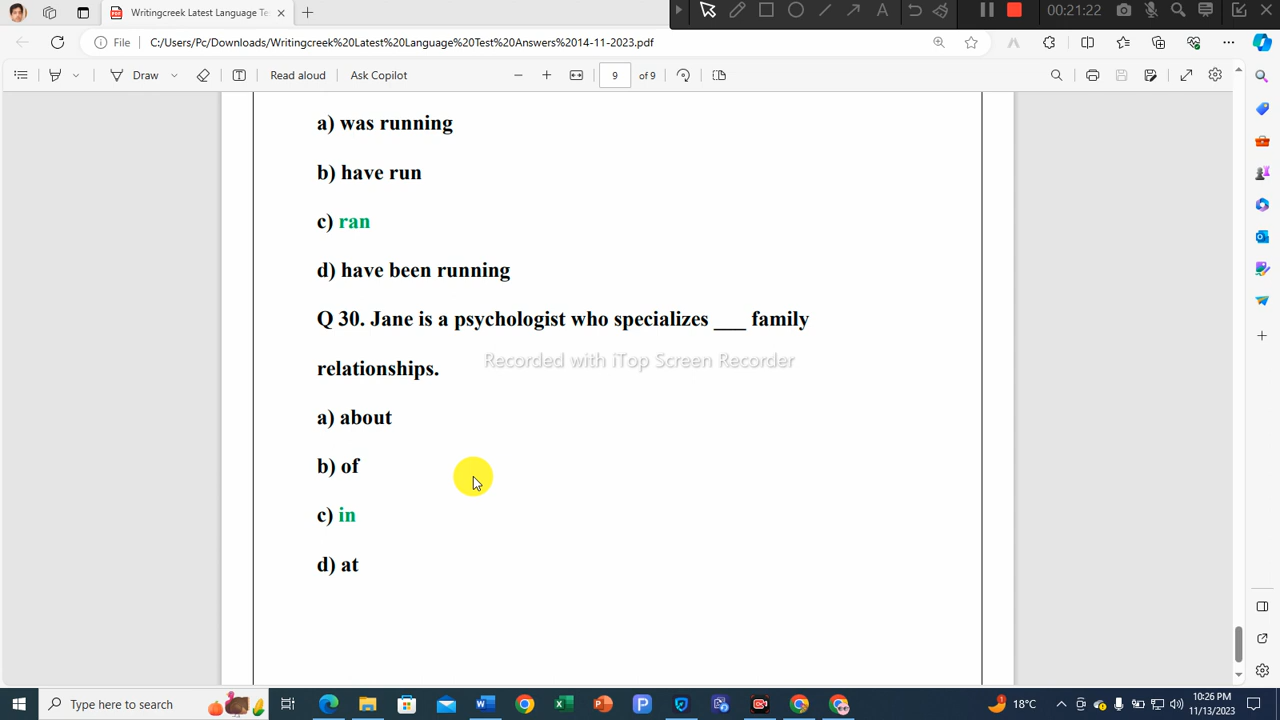 Writingcreek Latest Language Te
00:21:22
File
C:/Users/Pc/Downloads/Writingcreek%20Latest%20Language%20Test%20Answers%2014-11-2023.pdf
Draw
Read aloud
Ask Copilot
9
of 9
a) was running
b) have run
c) ran
d) have been running
Q 30. Jane is a psychologist who specializes ___ family
relationships.
Recorded with iTop Screen Recorder
a) about
b) of
c) in
d) at
Type here to search
18°C
10:26 PM
11/13/2023